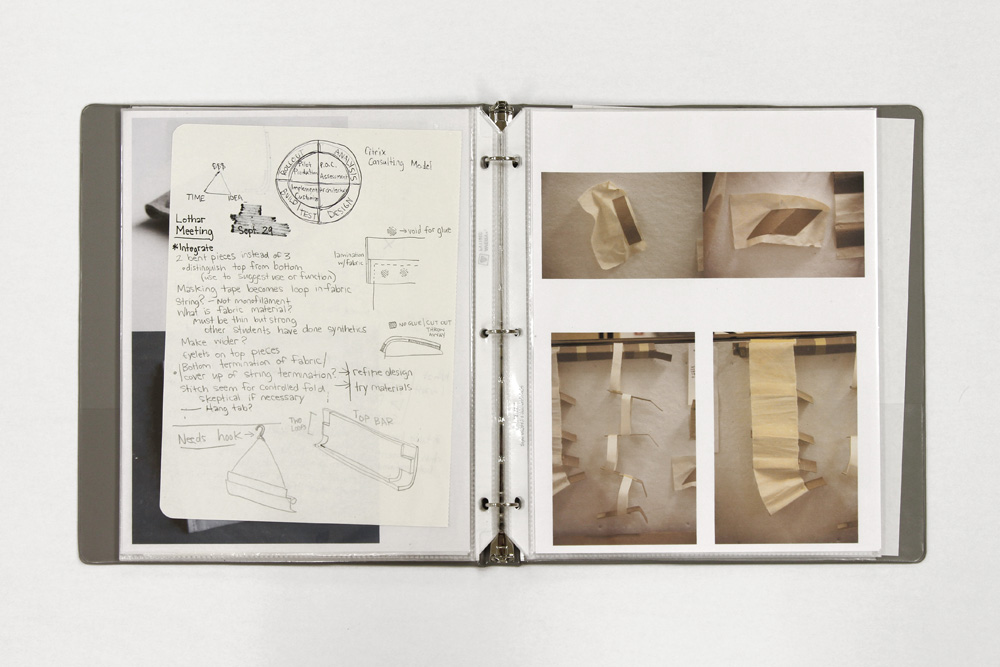 $$$
TIME
IDEA
ROLLOUT
ANALYSIS
BUILD/TEST
DESIGN
Pilot
Production
P.O.C.
Assessment
Implement
Customize
Architecture
Citrix
Consulting Model
Lothar
Meeting
Sept. 29
*Integrate
2 bent pieces instead of 3
distinguish top from bottom
(use to suggest use or function)
Masking tape becomes loop in fabric
String? — Not monofilament
What is fabric material?
must be thin but strong
other students have done synthetics
Make wider?
eyelets on top pieces
Bottom termination of fabric/
cover up of string termination? → refine design
Stitch seem for controlled fold → try materials
skeptical if necessary
— Hang tab?
→ void for glue
lamination
w/fabric
NO GLUE/CUT OUT
Needs hook →
THE
LOOP
TOP BAR